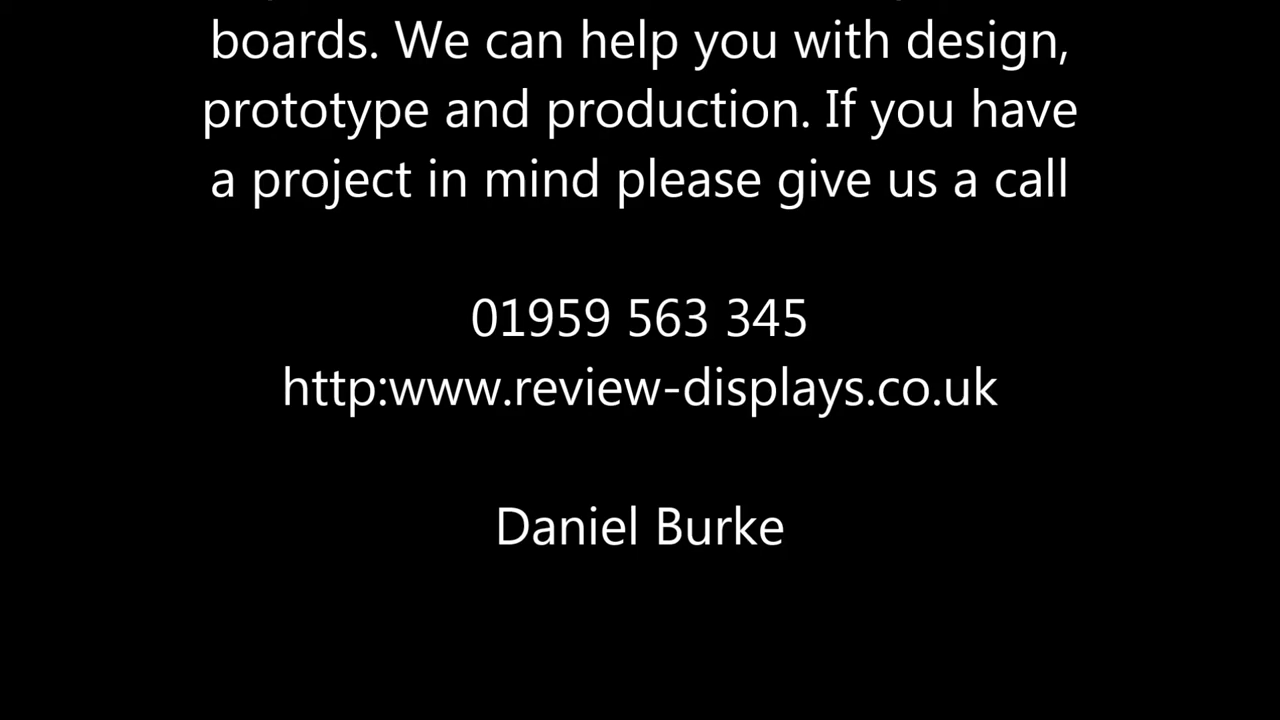 boards. We can help you with design,
prototype and production. If you have
a project in mind please give us a call
01959 563 345
http:www.review-displays.co.uk
Daniel Burke